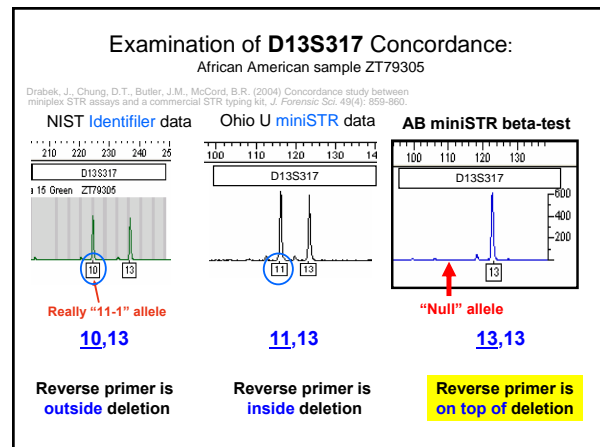 Examination of D13S317 Concordance:
African American sample ZT79305
Drabek, J., Chung, D.T., Butler, J.M., McCord, B.R. (2004) Concordance study between
miniplex STR assays and a commercial STR typing kit, J. Forensic Sci. 49(4): 859-860.
NIST Identifiler data
210 220 230 240 25
D13S317
15 Green ZT79305
10 13
Really "11-1" allele
10,13
Reverse primer is
outside deletion
Ohio U miniSTR data
100 110 120 130 14
D13S317
11 13
11,13
Reverse primer is
inside deletion
AB miniSTR beta-test
100 110 120 130
D13S317
600
400
200
13
"Null" allele
13,13
Reverse primer is
on top of deletion